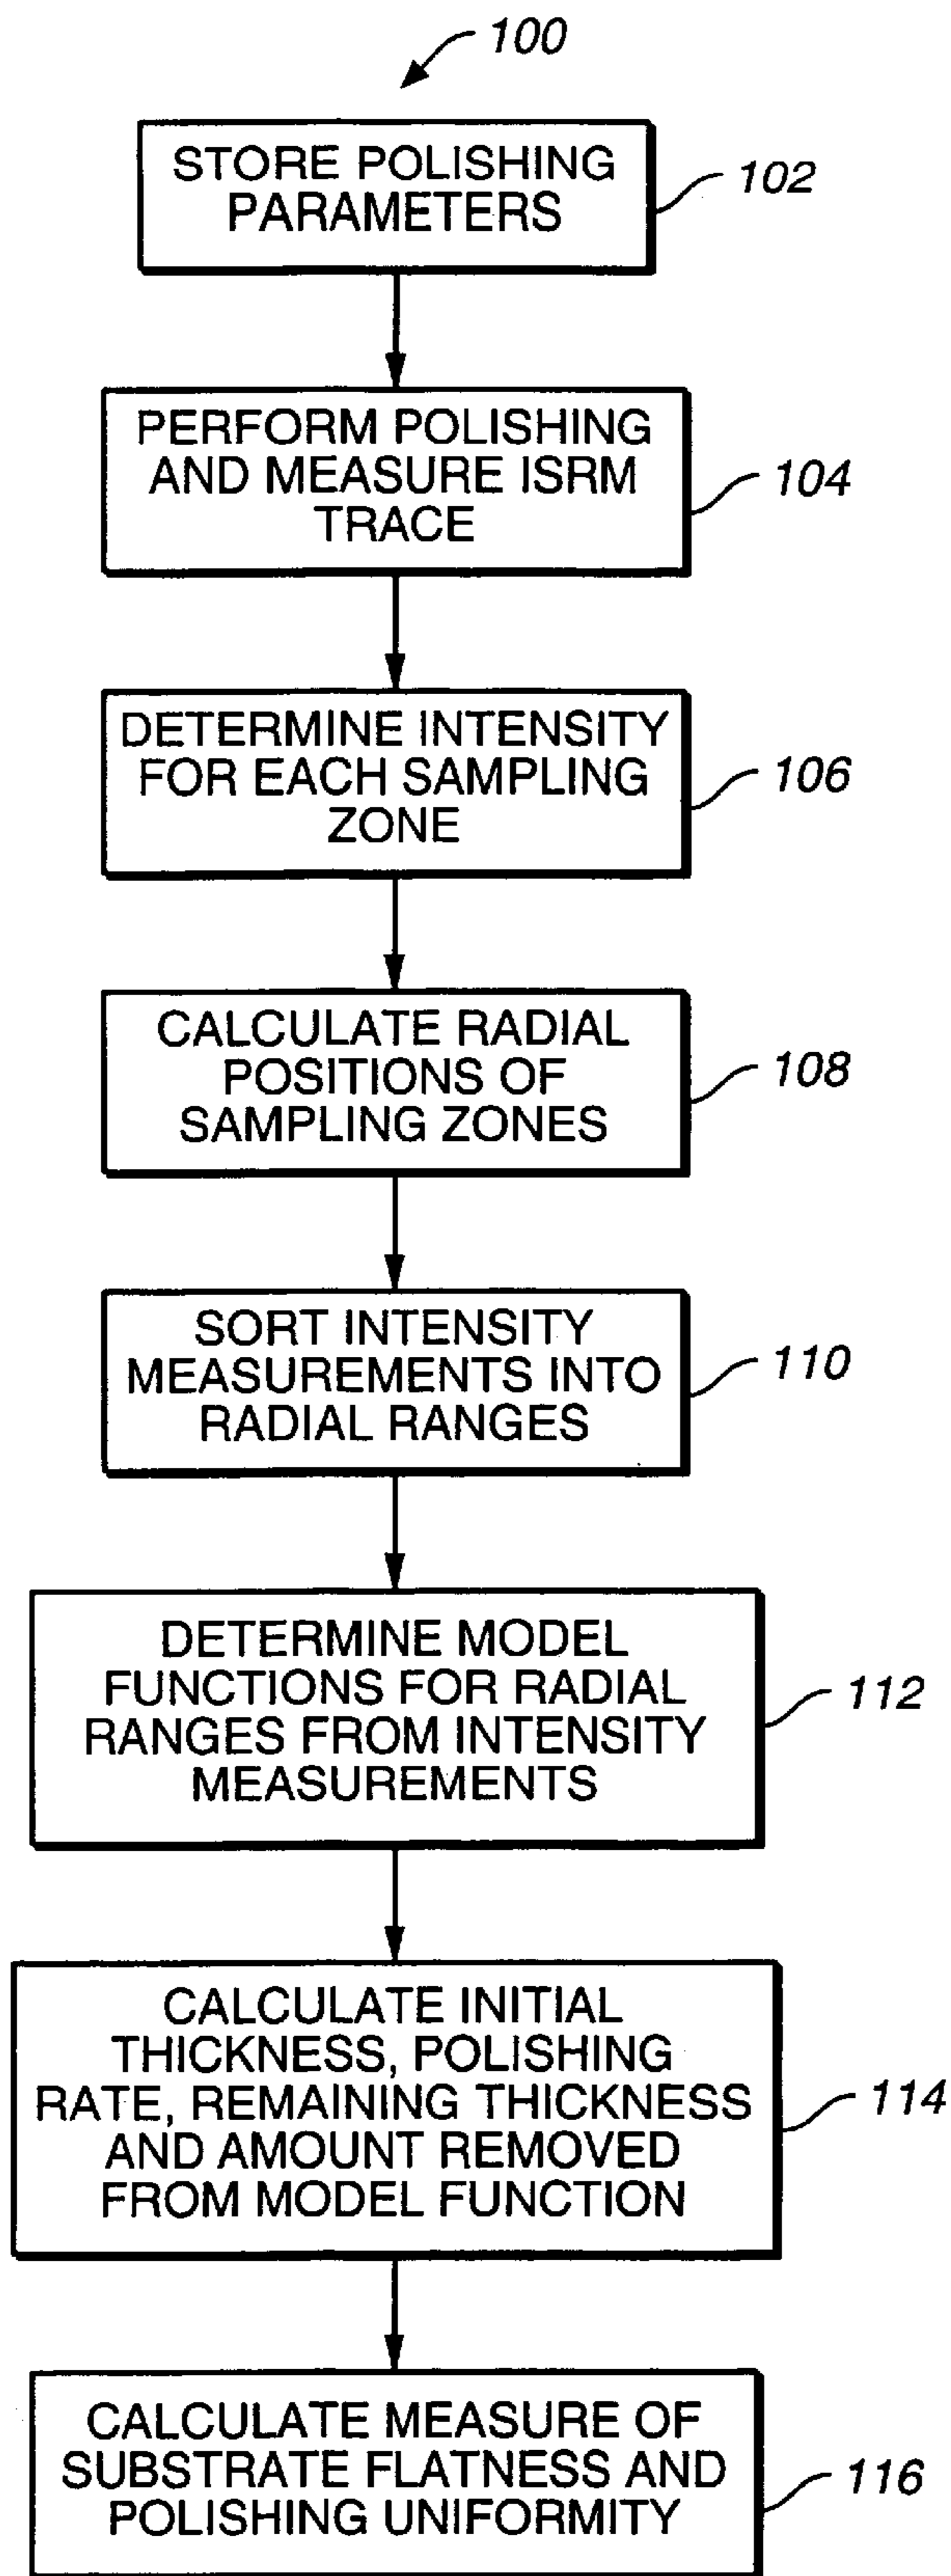 100
STORE POLISHING
PARAMETERS
102
PERFORM POLISHING
AND MEASURE ISRM
TRACE
104
DETERMINE INTENSITY
FOR EACH SAMPLING
ZONE
106
CALCULATE RADIAL
POSITIONS OF
SAMPLING ZONES
108
SORT INTENSITY
MEASUREMENTS INTO
RADIAL RANGES
110
DETERMINE MODEL
FUNCTIONS FOR RADIAL
RANGES FROM INTENSITY
MEASUREMENTS
112
CALCULATE INITIAL
THICKNESS, POLISHING
RATE, REMAINING THICKNESS
AND AMOUNT REMOVED
FROM MODEL FUNCTION
114
CALCULATE MEASURE OF
SUBSTRATE FLATNESS AND
POLISHING UNIFORMITY
116